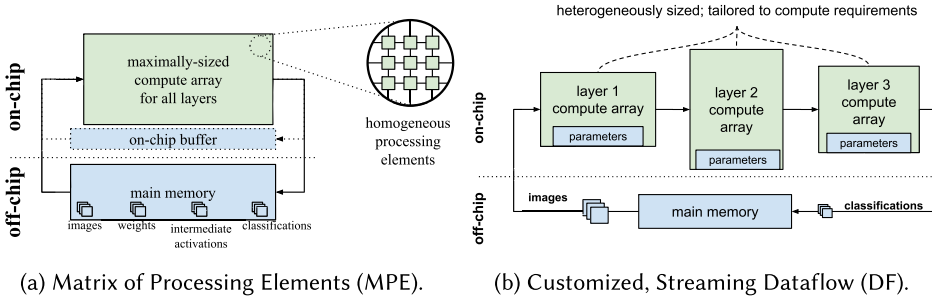 on-chip
maximally-sized
compute array
for all layers
on-chip buffer
homogeneous
processing
elements
off-chip
main memory
images
weights
intermediate
activations
classifications
(a) Matrix of Processing Elements (MPE).
heterogeneously sized; tailored to compute requirements
on-chip
layer 1
compute array
parameters
layer 2
compute
array
parameters
layer 3
compute
array
parameters
off-chip
images
main memory
classifications
(b) Customized, Streaming Dataflow (DF).